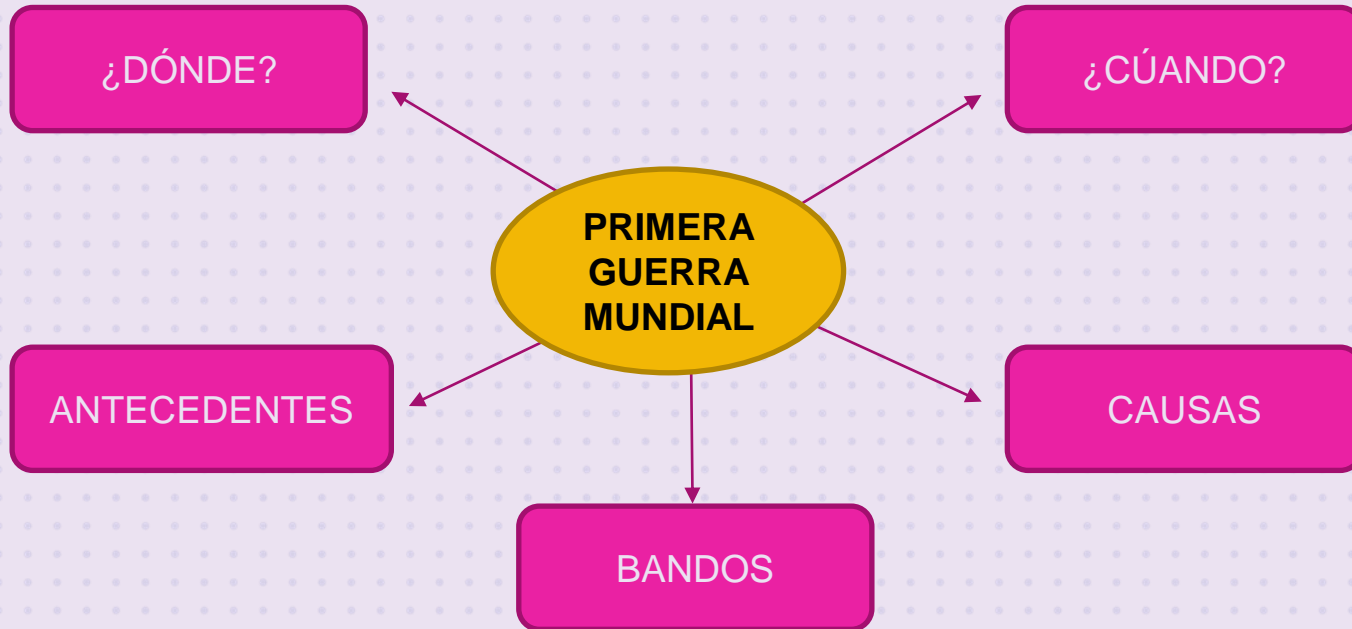 ¿DÓNDE?
¿CÚANDO?
PRIMERA
GUERRA
MUNDIAL
ANTECEDENTES
CAUSAS
BANDOS